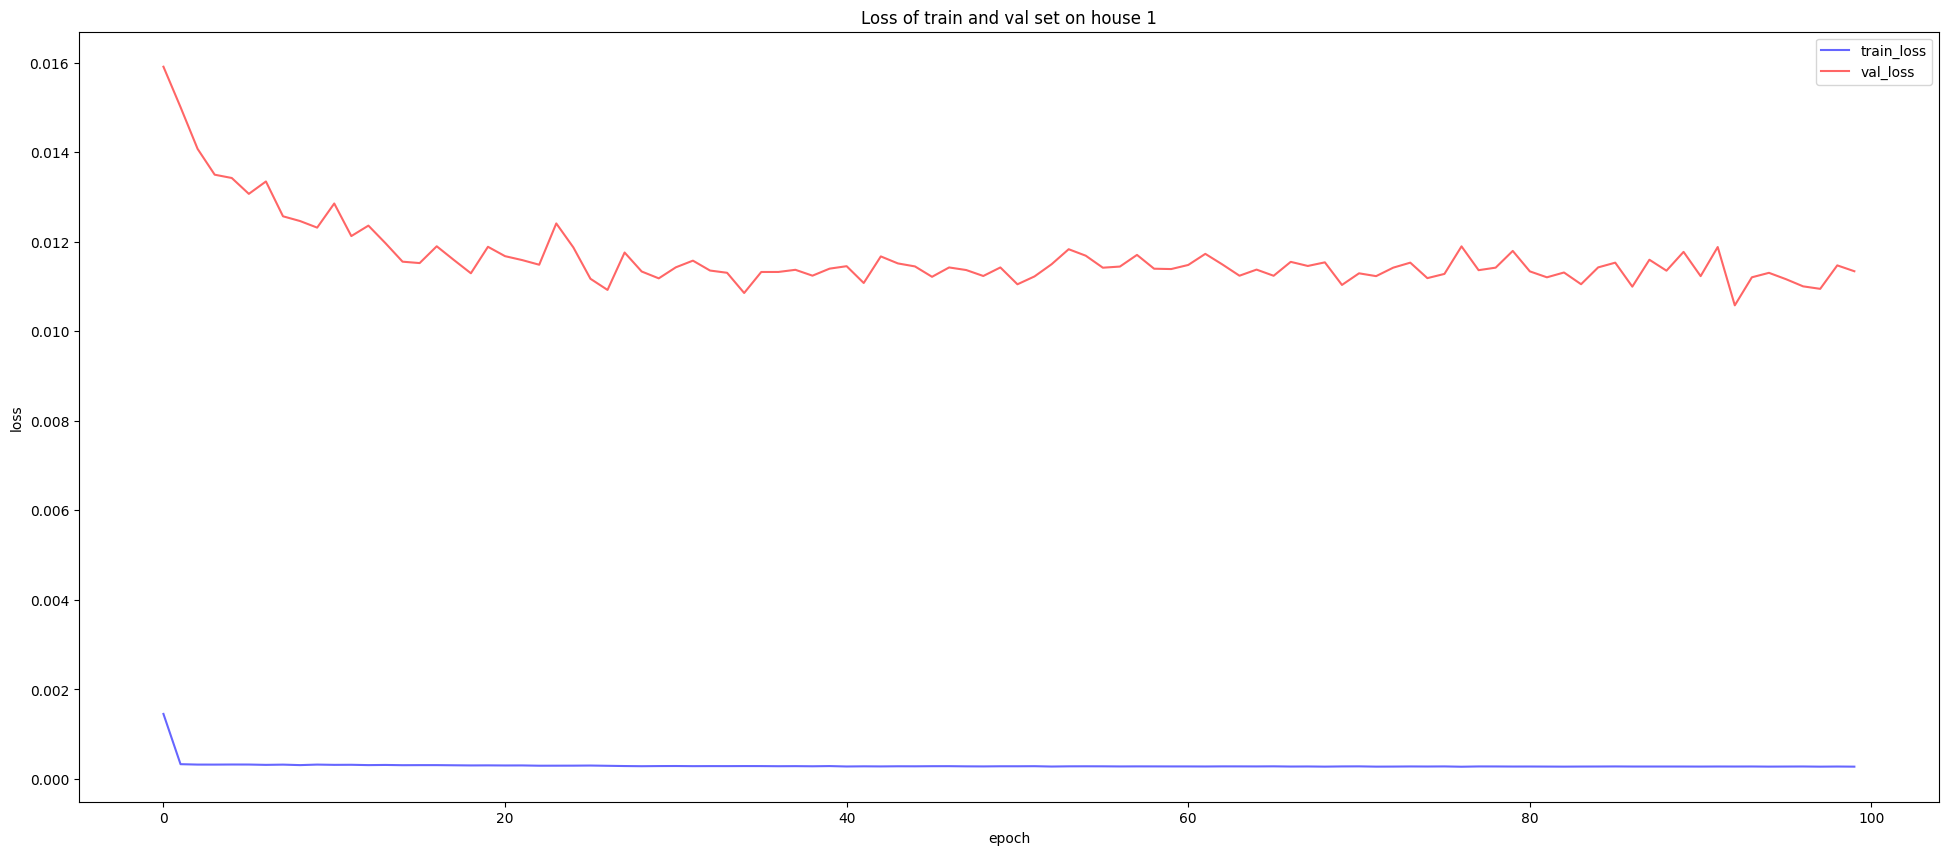 Loss of train and val set on house 1
train_loss
val_loss
0.016
0.014
0.012
0.010
0.008
0.006
0.004
0.002
0.000
loss
0 20 40 60 80 100
epoch